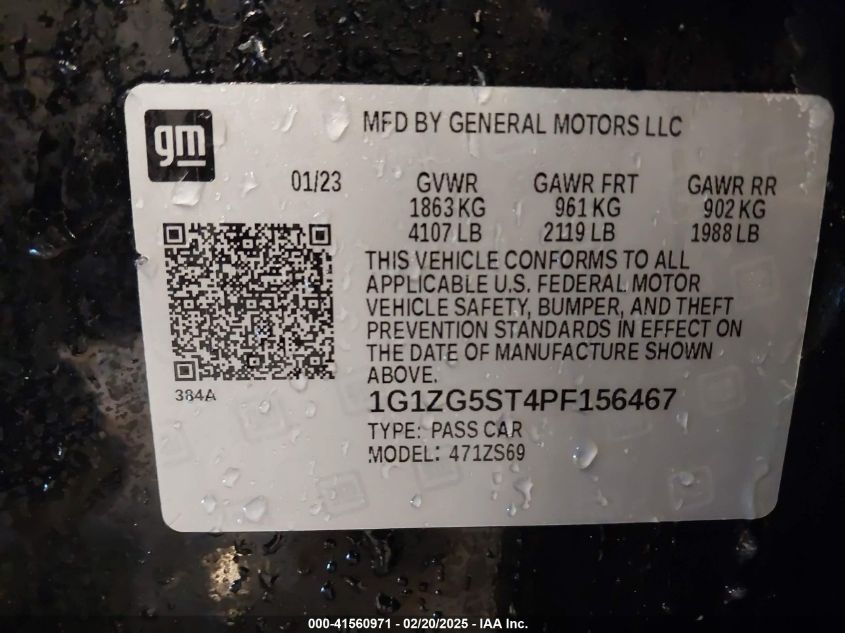 gm
MFD BY GENERAL MOTORS LLC
01/23 GVWR GAWR FRT GAWR RR
1863 KG 961 KG 902 KG
4107 LB 2119 LB 1988 LB
THIS VEHICLE CONFORMS TO ALL
APPLICABLE U.S. FEDERAL MOTOR
VEHICLE SAFETY, BUMPER, AND THEFT
PREVENTION STANDARDS IN EFFECT ON
THE DATE OF MANUFACTURE SHOWN
ABOVE.
384A
1G1ZG5ST4PF156467
TYPE: PASS CAR
MODEL: 471ZS69
000-41560971 - 02/20/2025 - IAA Inc.